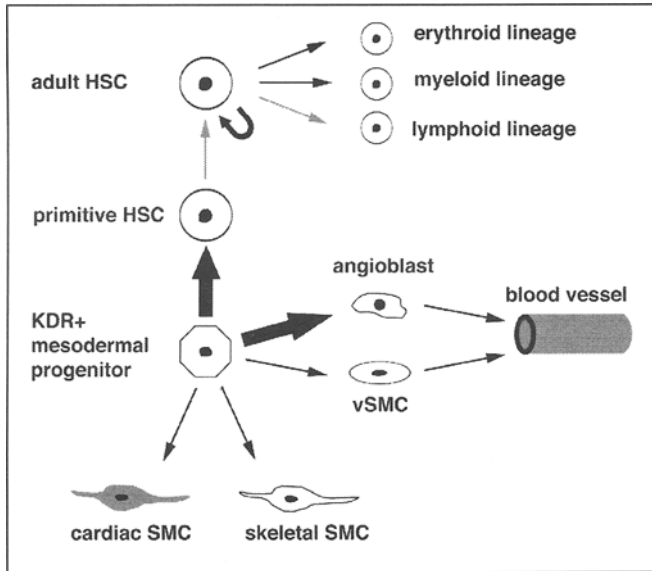 erythroid lineage
adult HSC
myeloid lineage
lymphoid lineage
primitive HSC
angioblast
blood vessel
KDR+
mesodermal
progenitor
vSMC
cardiac SMC
skeletal SMC